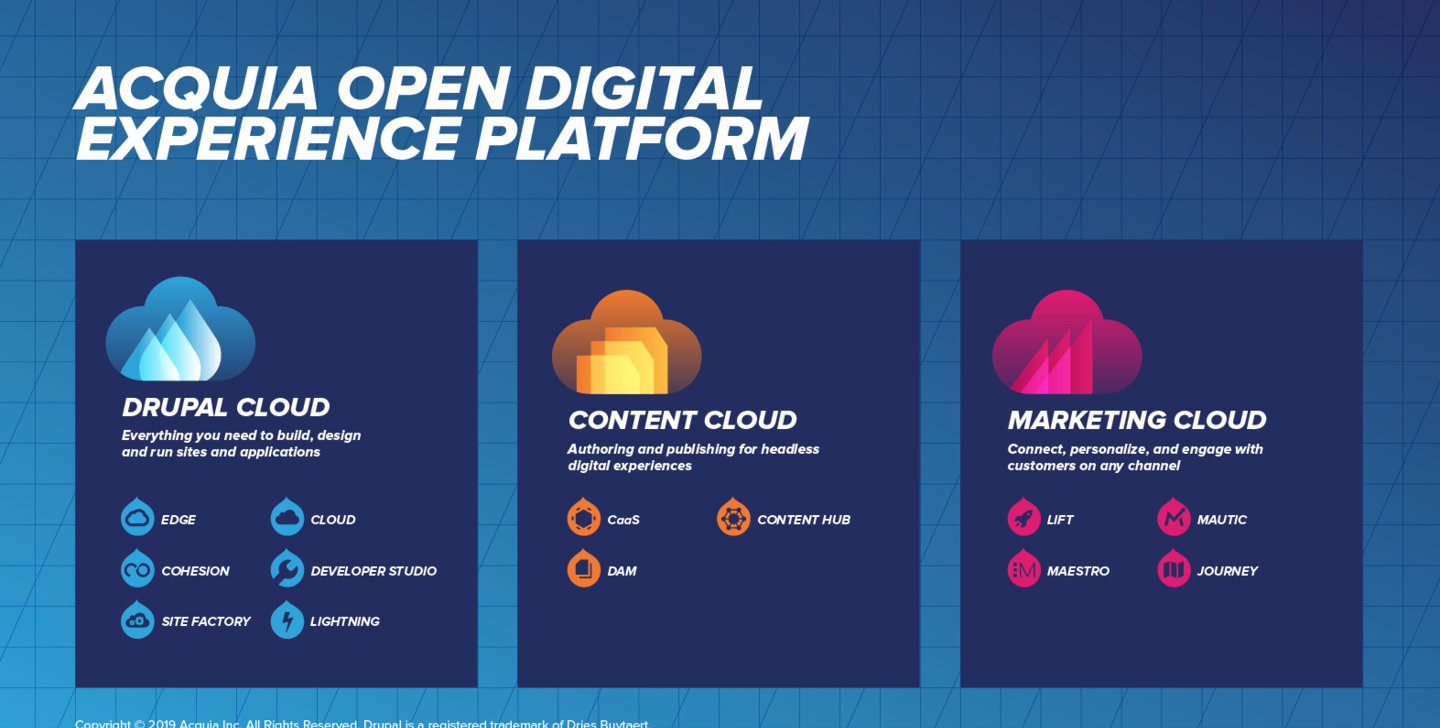 ACQUIA OPEN DIGITAL
EXPERIENCE PLATFORM
DRUPAL CLOUD
Everything you need to build, design
and run sites and applications
EDGE
CLOUD
COHESION
DEVELOPER STUDIO
SITE FACTORY
LIGHTNING
CONTENT CLOUD
Authoring and publishing for headless
digital experiences
CaaS
CONTENT HUB
DAM
MARKETING CLOUD
Connect, personalize, and engage with
customers on any channel
LIFT
MAUTIC
M
MAESTRO
JOURNEY
Copyright © 2019 Acquia Inc. All Rights Reserved. Drupal is a registered trademark of Dries Buytaert.